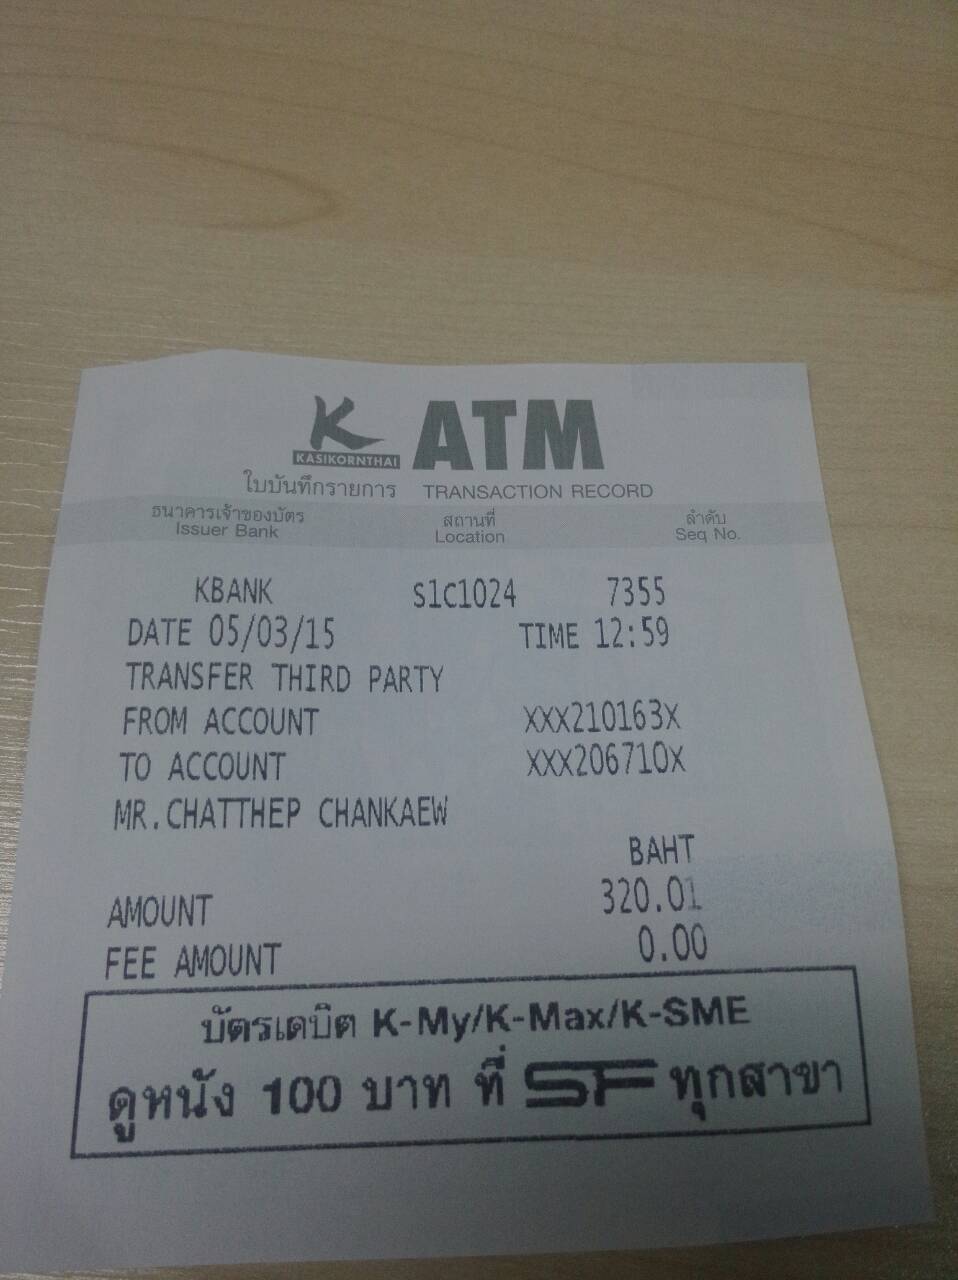 K ATM
KASIKORNTHAI
ใบบันทึกรายการ TRANSACTION RECORD
ธนาคารเจ้าของบัตร สถานที่ ลำดับ
Issuer Bank Location Seq No.
KBANK S1C1024 7355
DATE 05/03/15 TIME 12:59
TRANSFER THIRD PARTY
FROM ACCOUNT XXX210163X
TO ACCOUNT XXX206710X
MR.CHATTHEP CHANKAEW
BAHT
AMOUNT 320.01
FEE AMOUNT 0.00
บัตรเดบิต K-My/K-Max/K-SME
ดูหนัง 100 บาท ที่ SF ทุกสาขา